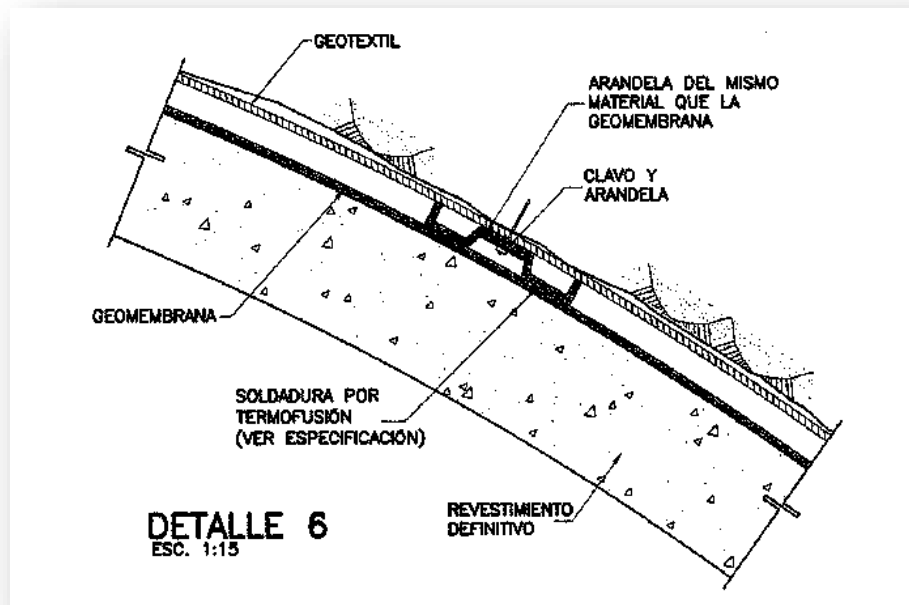 GEOTEXTIL
ARANDELA DEL MISMO
MATERIAL QUE LA
GEOMEMBRANA
CLAVO Y
ARANDELA
GEOMEMBRANA
SOLDADURA POR
TERMOFUSIÓN
(VER ESPECIFICACIÓN)
REVESTIMIENTO
DEFINITIVO
DETALLE 6
ESC. 1:15